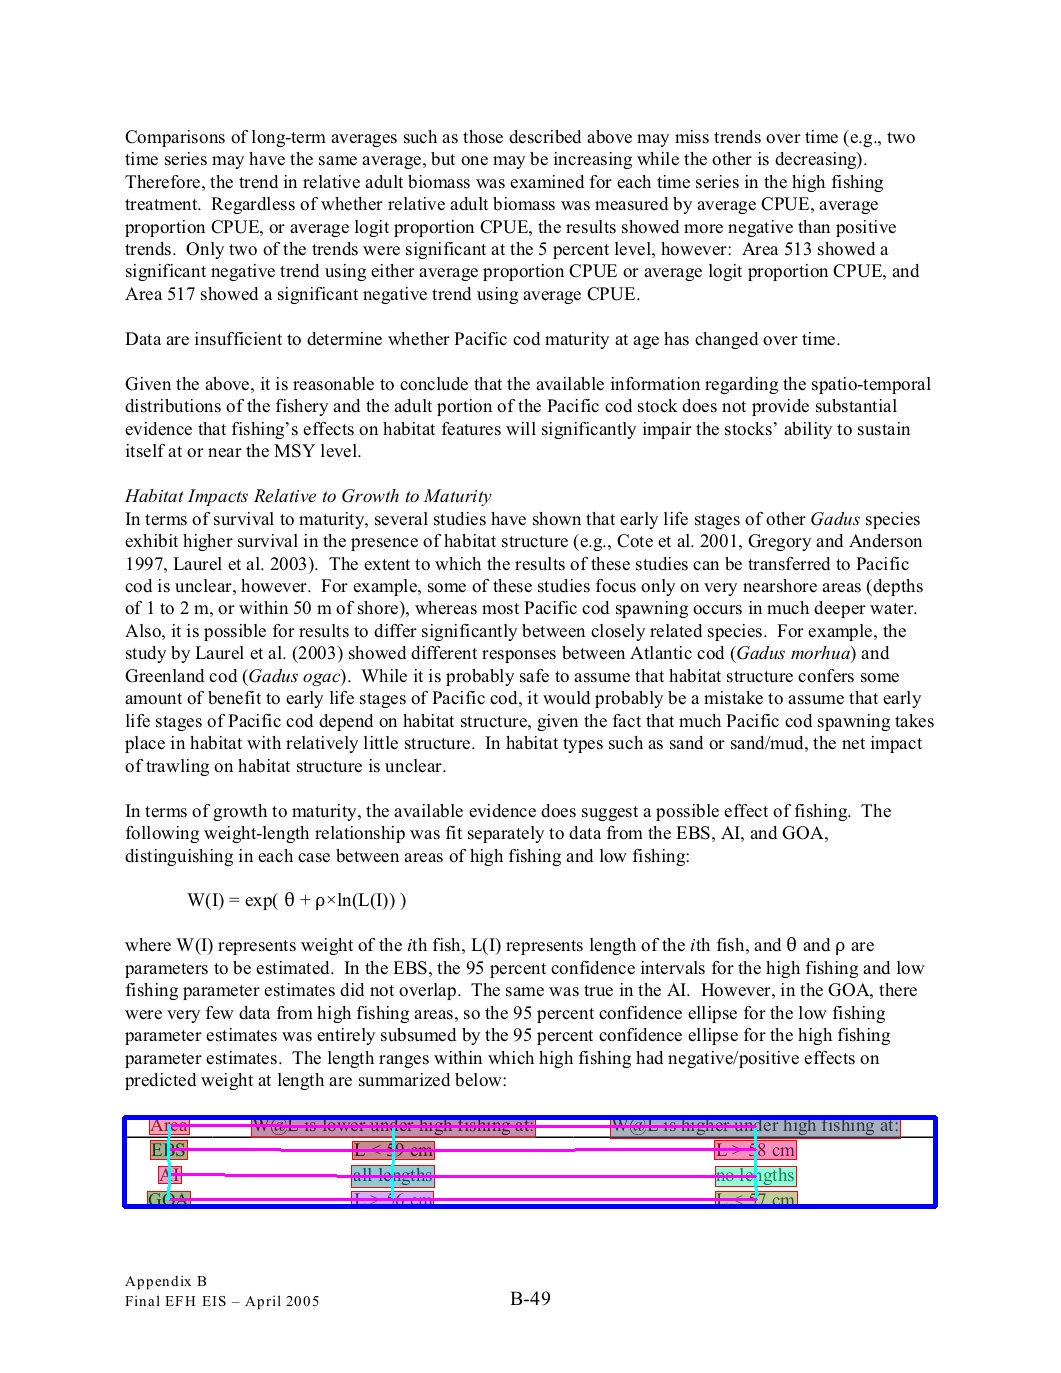 Comparisons of long-term averages such as those described above may miss trends over time (e.g., two
time series may have the same average, but one may be increasing while the other is decreasing).
Therefore, the trend in relative adult biomass was examined for each time series in the high fishing
treatment.  Regardless of whether relative adult biomass was measured by average CPUE, average
proportion CPUE, or average logit proportion CPUE, the results showed more negative than positive
trends.  Only two of the trends were significant at the 5 percent level, however:  Area 513 showed a
significant negative trend using either average proportion CPUE or average logit proportion CPUE, and
Area 517 showed a significant negative trend using average CPUE.
Data are insufficient to determine whether Pacific cod maturity at age has changed over time.
Given the above, it is reasonable to conclude that the available information regarding the spatio-temporal
distributions of the fishery and the adult portion of the Pacific cod stock does not provide substantial
evidence that fishing’s effects on habitat features will significantly impair the stocks’ ability to sustain
itself at or near the MSY level.
Habitat Impacts Relative to Growth to Maturity
In terms of survival to maturity, several studies have shown that early life stages of other Gadus species
exhibit higher survival in the presence of habitat structure (e.g., Cote et al. 2001, Gregory and Anderson
1997, Laurel et al. 2003).  The extent to which the results of these studies can be transferred to Pacific
cod is unclear, however.  For example, some of these studies focus only on very nearshore areas (depths
of 1 to 2 m, or within 50 m of shore), whereas most Pacific cod spawning occurs in much deeper water.
Also, it is possible for results to differ significantly between closely related species.  For example, the
study by Laurel et al. (2003) showed different responses between Atlantic cod (Gadus morhua) and
Greenland cod (Gadus ogac).  While it is probably safe to assume that habitat structure confers some
amount of benefit to early life stages of Pacific cod, it would probably be a mistake to assume that early
life stages of Pacific cod depend on habitat structure, given the fact that much Pacific cod spawning takes
place in habitat with relatively little structure.  In habitat types such as sand or sand/mud, the net impact
of trawling on habitat structure is unclear.
In terms of growth to maturity, the available evidence does suggest a possible effect of fishing.  The
following weight-length relationship was fit separately to data from the EBS, AI, and GOA,
distinguishing in each case between areas of high fishing and low fishing:
W(I) = exp( θ + ρ×ln(L(I)) )
where W(I) represents weight of the ith fish, L(I) represents length of the ith fish, and θ and ρ are
parameters to be estimated.  In the EBS, the 95 percent confidence intervals for the high fishing and low
fishing parameter estimates did not overlap.  The same was true in the AI.  However, in the GOA, there
were very few data from high fishing areas, so the 95 percent confidence ellipse for the low fishing
parameter estimates was entirely subsumed by the 95 percent confidence ellipse for the high fishing
parameter estimates.  The length ranges within which high fishing had negative/positive effects on
predicted weight at length are summarized below:
Area W@L is lower under high fishing at: W@L is higher under high fishing at:
EBS L < 59 cm L > 58 cm
AI all lengths no lengths
GOA L > 56 cm L < 57 cm
Appendix B
Final EFH EIS – April 2005
B-49